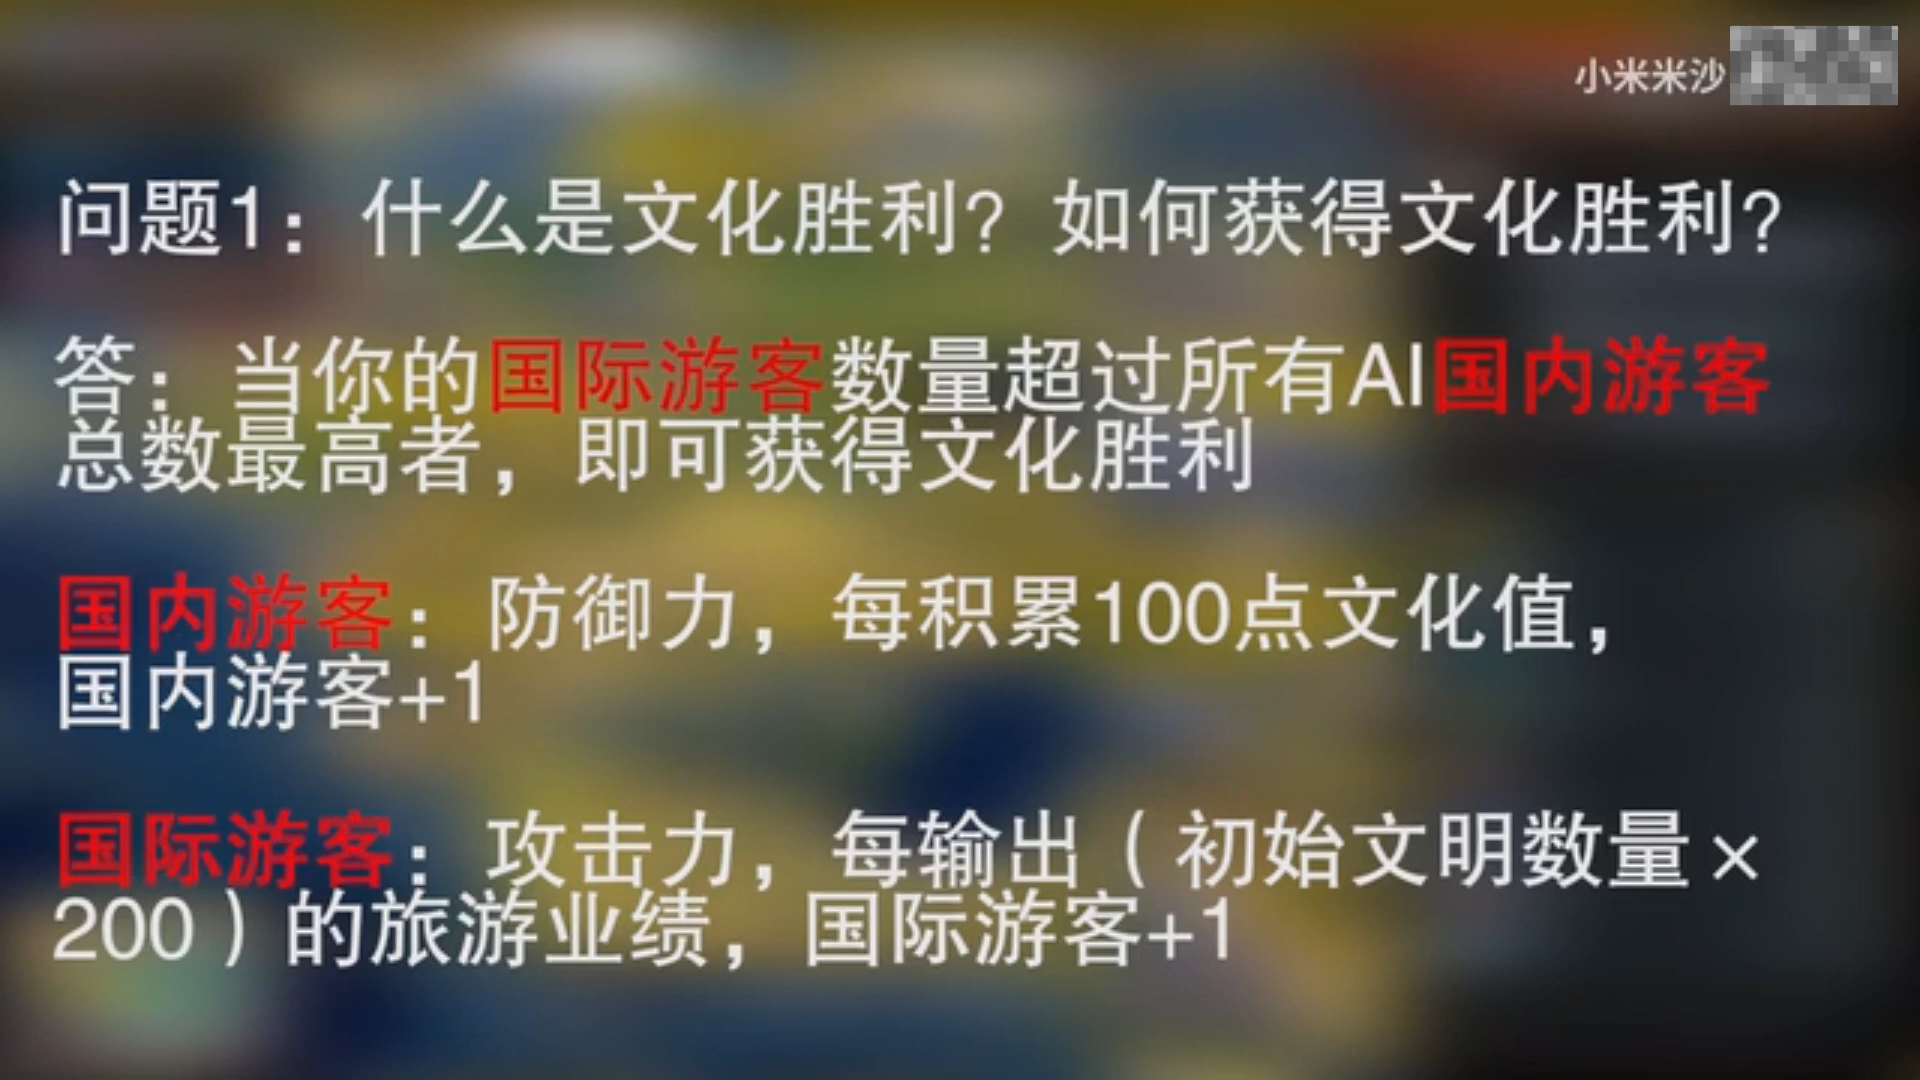 小米米沙
问题1：什么是文化胜利？如何获得文化胜利？
答：当你的国际游客数量超过所有AI国内游客
总数最高者，即可获得文化胜利
国内游客：防御力，每积累100点文化值，
国内游客+1
国际游客：攻击力，每输出（初始文明数量×
200）的旅游业绩，国际游客+1